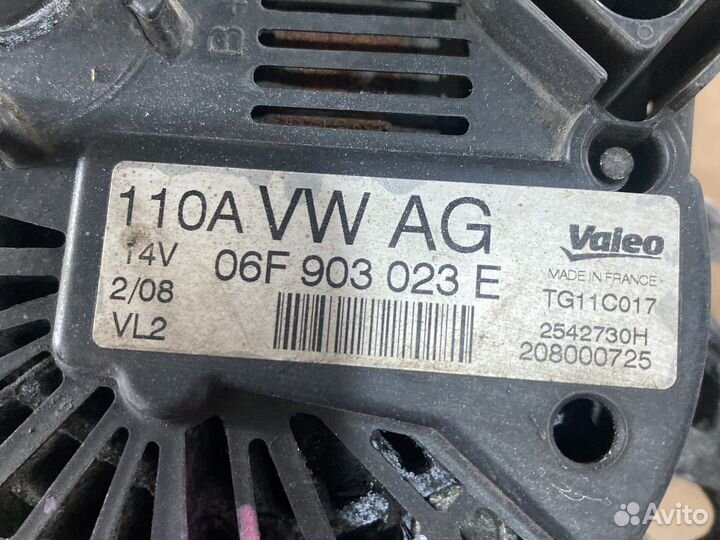 B+
110A VW AG
14V 06F 903 023 E
2/08
VL2
Valeo
MADE IN FRANCE
TG11C017
2542730H
208000725
Avito